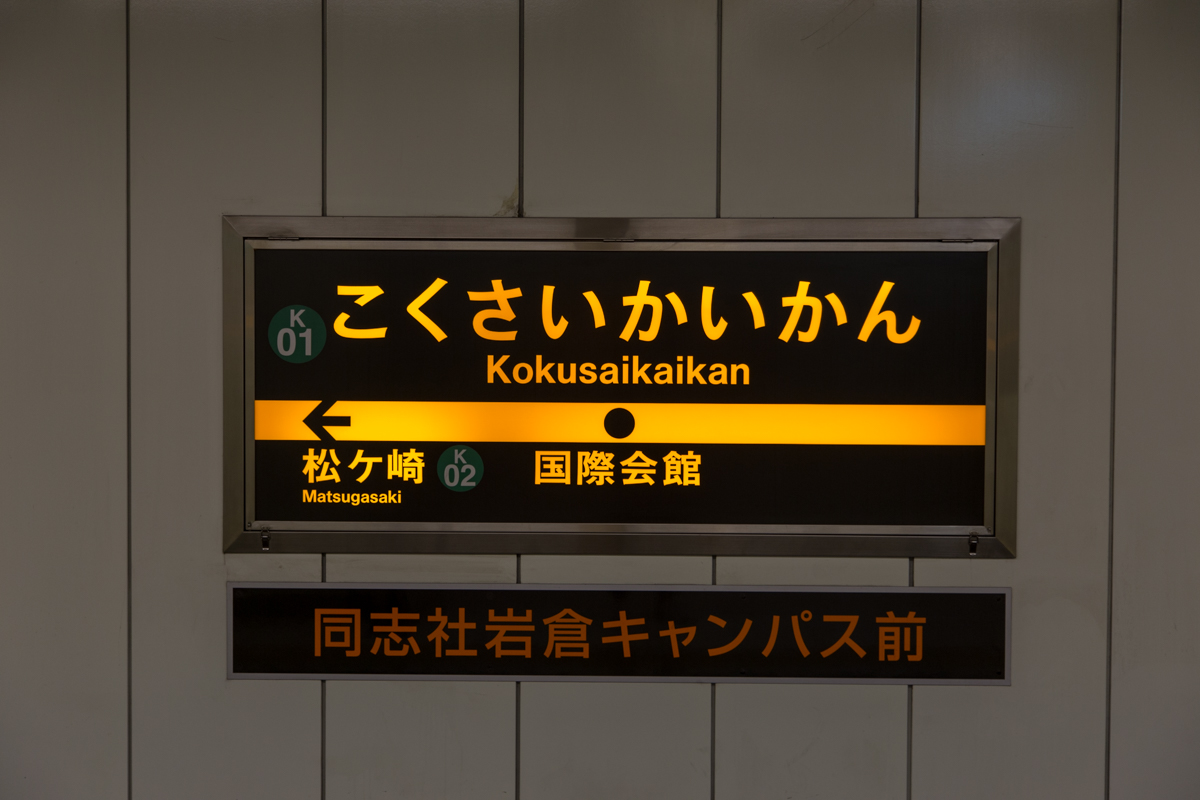 K
01
こくさいかいかん
Kokusaikaikan
松ケ崎
Matsugasaki
K
02
国際会館
同志社岩倉キャンパス前